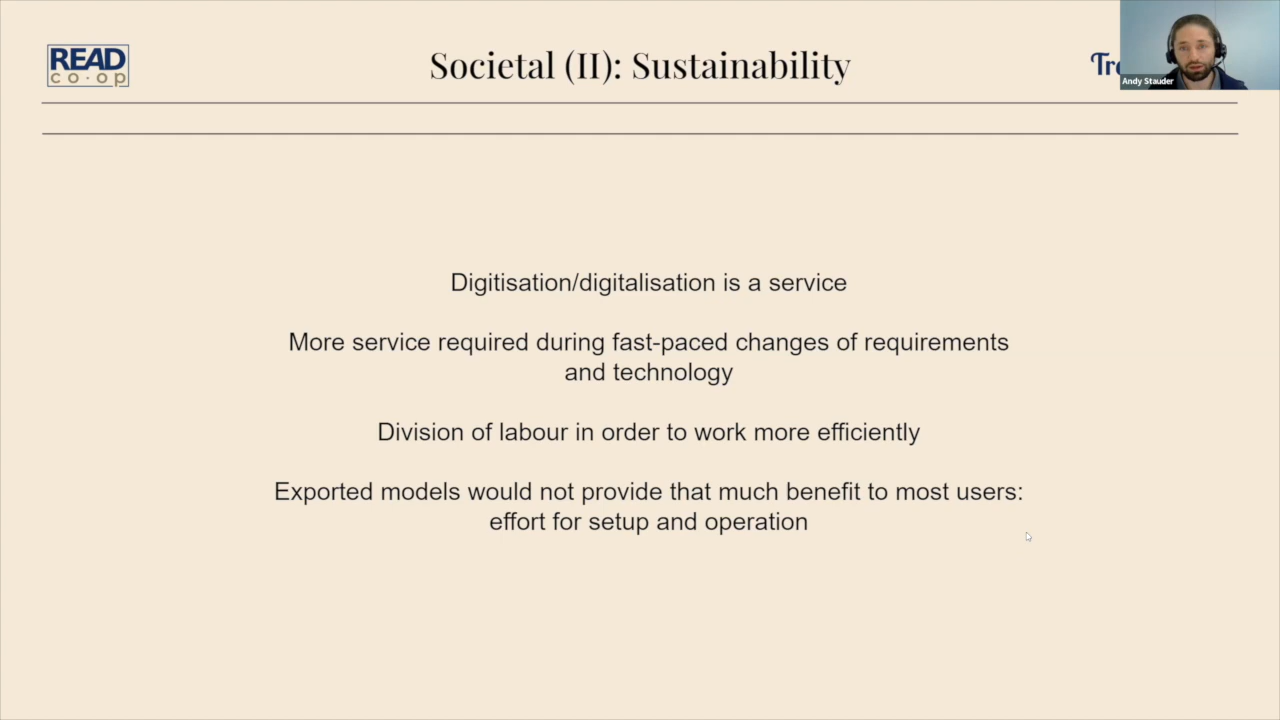 READ
co·op
Societal (II): Sustainability
Andy Stauder
Digitisation/digitalisation is a service
More service required during fast-paced changes of requirements
and technology
Division of labour in order to work more efficiently
Exported models would not provide that much benefit to most users:
effort for setup and operation